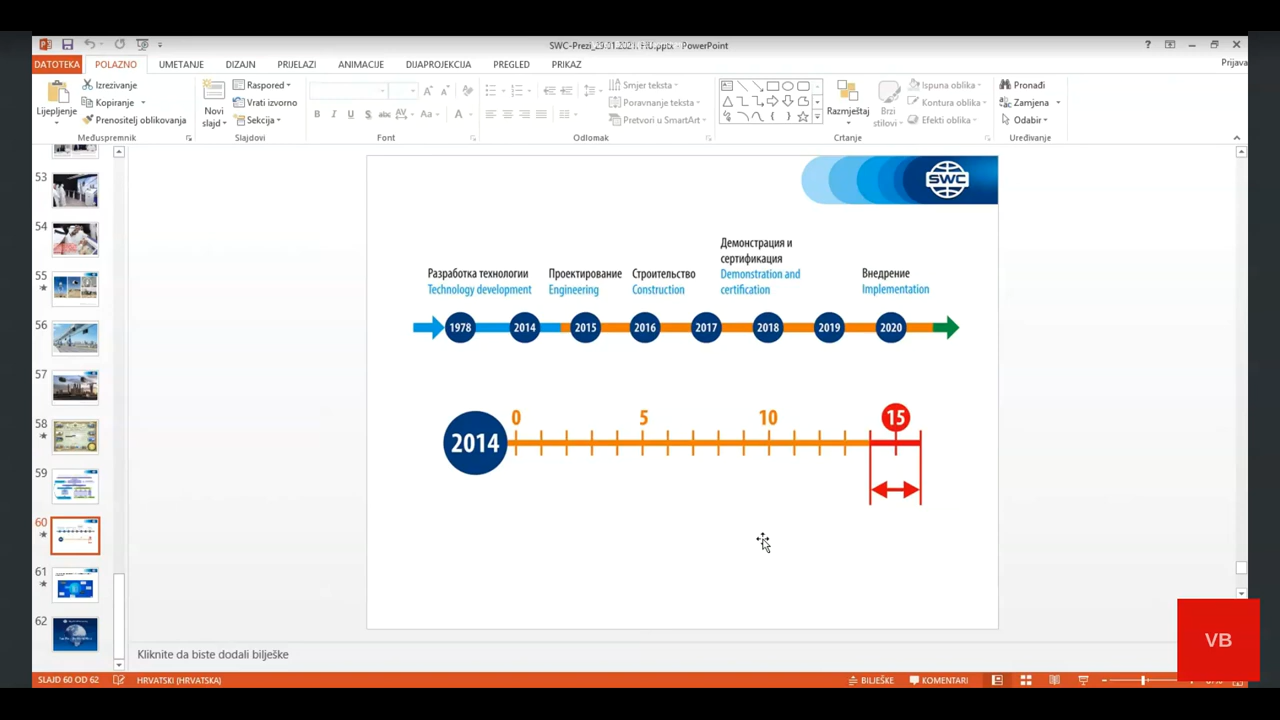 SWC-Prezi_29.01.2021. HU.pptx - PowerPoint
?
DATOTEKA POLAZNO UMETANJE DIZAJN PRIJELAZI ANIMACIJE DIJAPROJEKCIJA PREGLED PRIKAZ
Prijava
Lijepljenje
Izrezivanje
Kopiranje
Prenositelj oblikovanja
Međuspremnik
Novi
slajd
Raspored
Vrati izvorno
Sekcija
Slajdovi
B I U S abc AV Aa A
Font
Smjer teksta
Poravnanje teksta
Pretvori u SmartArt
Odlomak
Razmještaj
Brzi
stilovi
Ispuna oblika
Kontura oblika
Efekti oblika
Crtanje
Pronađi
Zamjena
Odabir
Uređivanje
53
54
55
56
57
58
59
60
61
62
SWC
Разработка технологии
Technology development
Проектирование
Engineering
Строительство
Construction
Демонстрация и
сертификация
Demonstration and
certification
Внедрение
Implementation
1978 2014 2015 2016 2017 2018 2019 2020
0 5 10 15
2014
VB
Kliknite da biste dodali bilješke
SLAJD 60 OD 62 HRVATSKI (HRVATSKA) BILJEŠKE KOMENTARI